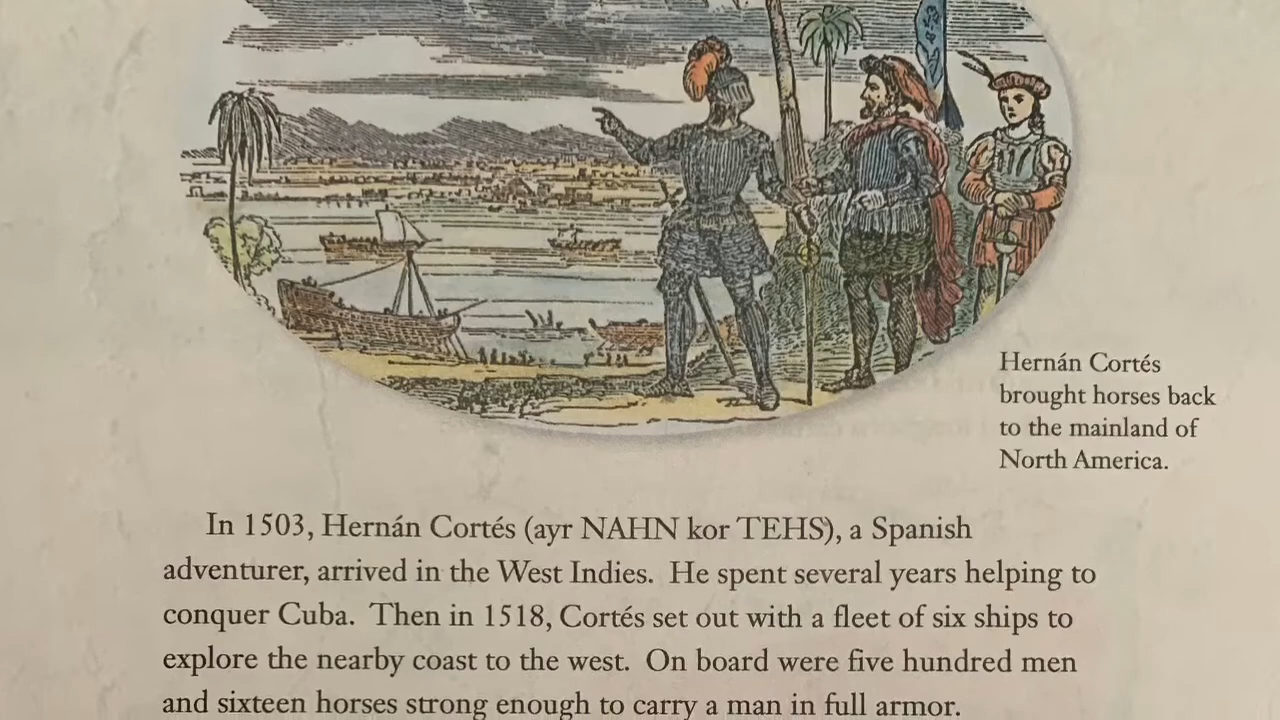 Hernán Cortés
brought horses back
to the mainland of
North America.
In 1503, Hernán Cortés (ayr NAHN kor TEHS), a Spanish
adventurer, arrived in the West Indies. He spent several years helping to
conquer Cuba. Then in 1518, Cortés set out with a fleet of six ships to
explore the nearby coast to the west. On board were five hundred men
and sixteen horses strong enough to carry a man in full armor.